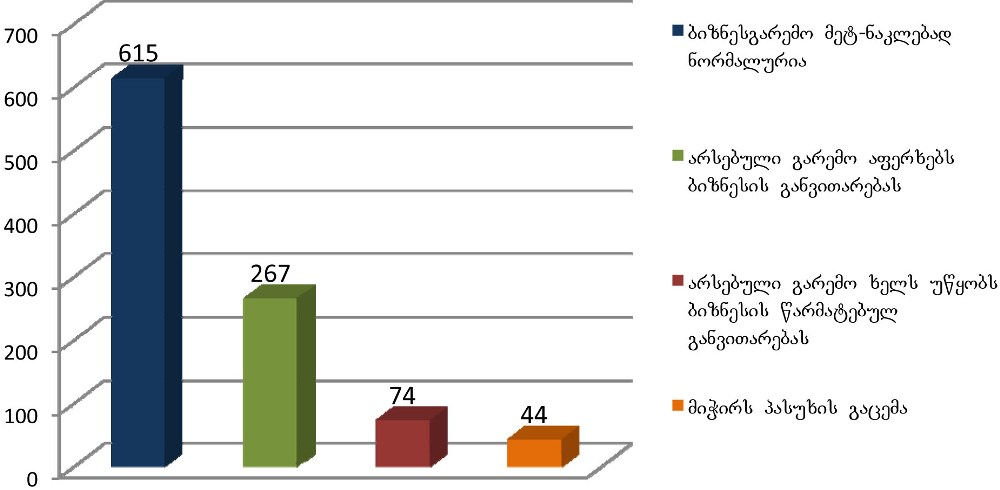 700
600
500
400
300
200
100
0
615
267
74
44
ბიზნესგარემო მეტ-ნაკლებად
ნორმალურია
არსებული გარემო აფერხებს
ბიზნესის განვითარებას
არსებული გარემო ხელს უწყობს
ბიზნესის წარმატებულ
განვითარებას
მიჭირს პასუხის გაცემა